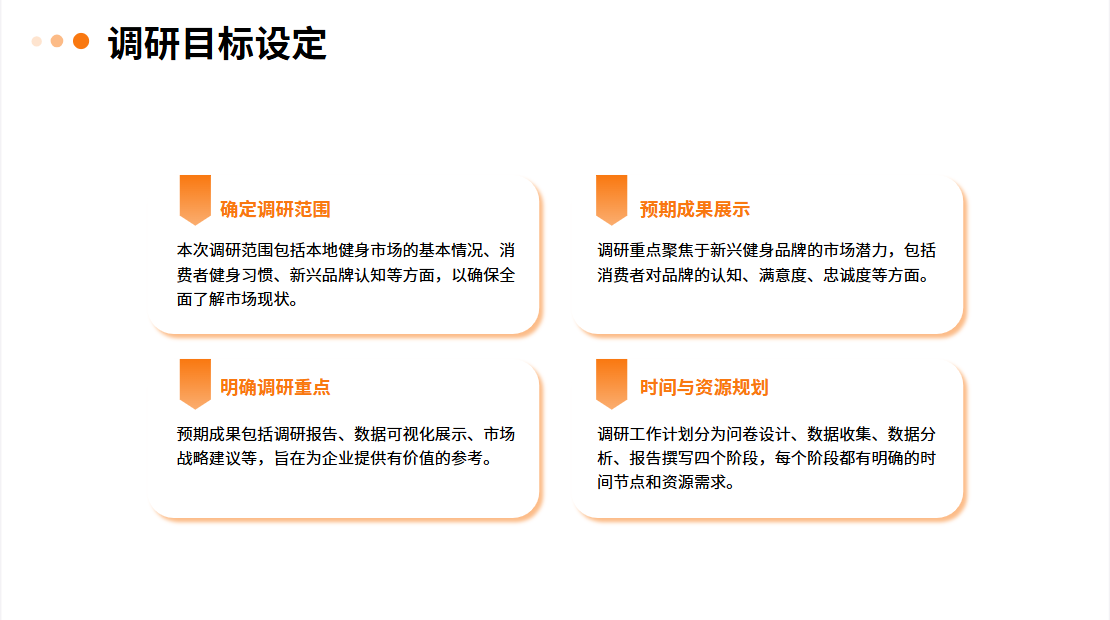 调研目标设定
确定调研范围
本次调研范围包括本地健身市场的基本情况、消
费者健身习惯、新兴品牌认知等方面，以确保全
面了解市场现状。
预期成果展示
调研重点聚焦于新兴健身品牌的市场潜力，包括
消费者对品牌的认知、满意度、忠诚度等方面。
明确调研重点
预期成果包括调研报告、数据可视化展示、市场
战略建议等，旨在为企业提供有价值的参考。
时间与资源规划
调研工作计划分为问卷设计、数据收集、数据分
析、报告撰写四个阶段，每个阶段都有明确的时
间节点和资源需求。